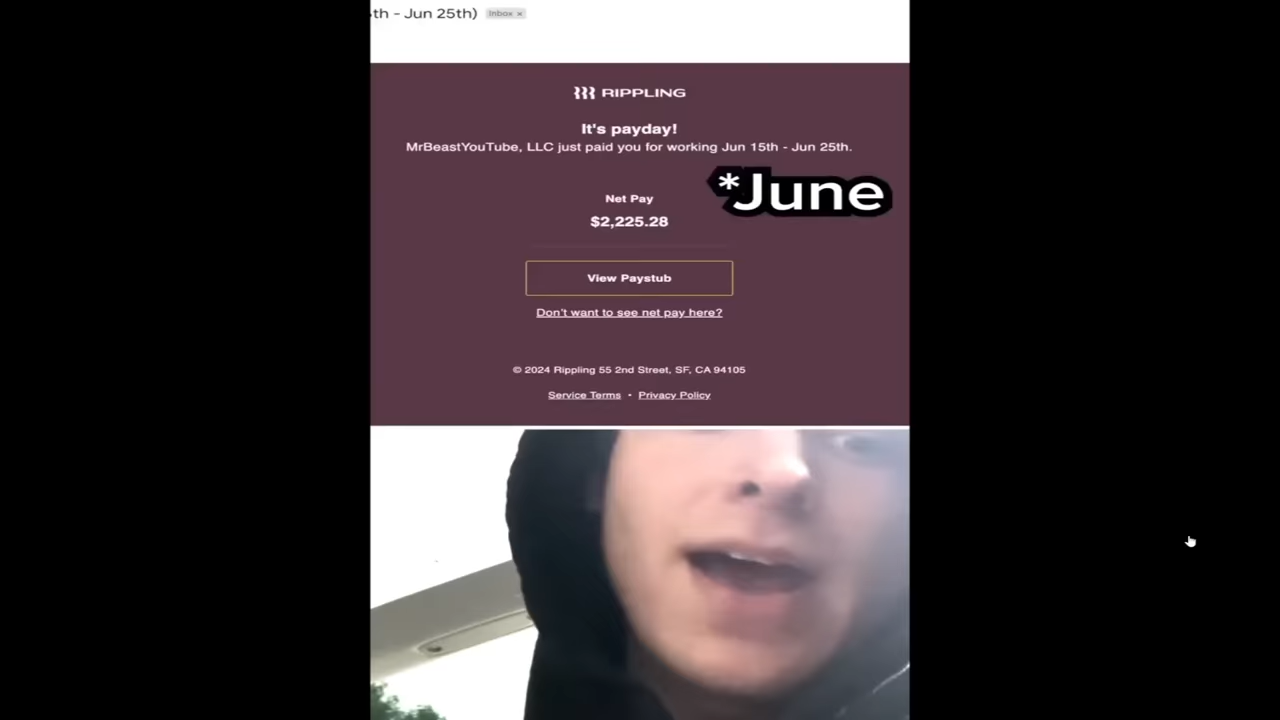 th - Jun 25th) Inbox ×
RIPPLING
It's payday!
MrBeastYouTube, LLC just paid you for working Jun 15th - Jun 25th.
*June
Net Pay
$2,225.28
View Paystub
Don't want to see net pay here?
© 2024 Rippling 55 2nd Street, SF, CA 94105
Service Terms • Privacy Policy